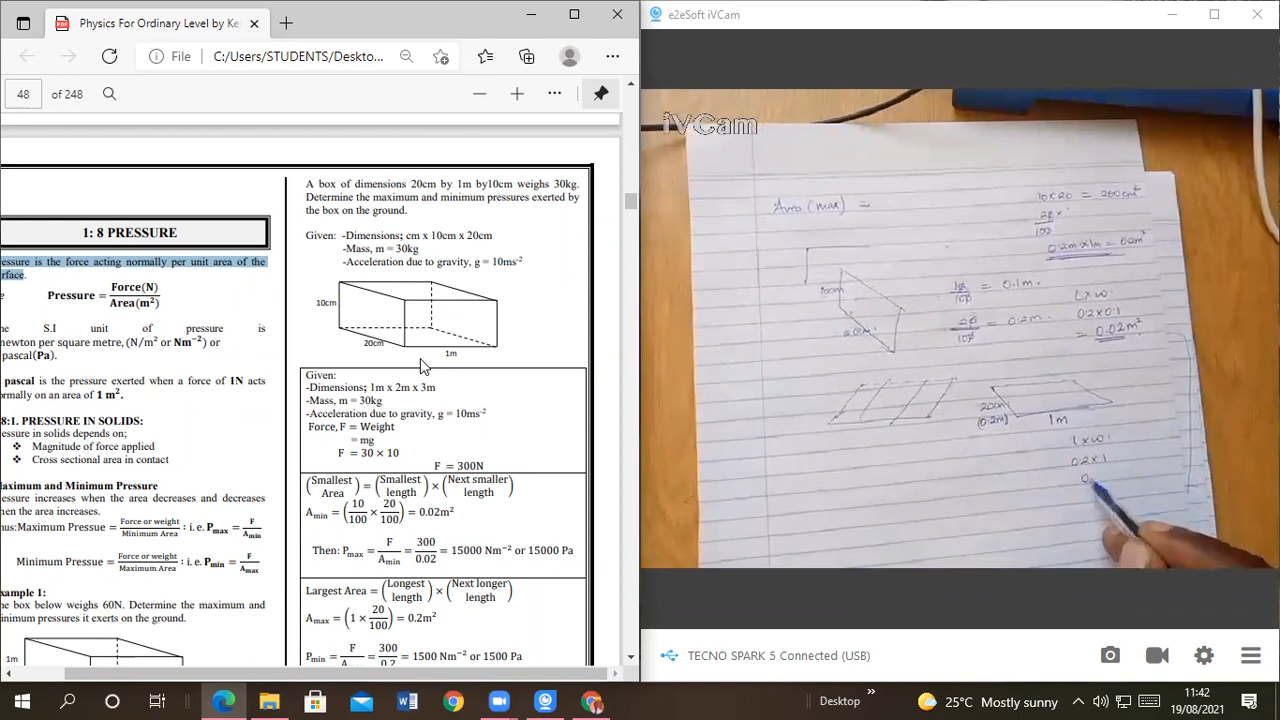 Physics For Ordinary Level by Ke
File
C:/Users/STUDENTS/Deskto...
48 of 248
1: 8 PRESSURE
essure is the force acting normally per unit area of the
rface.
Pressure = Force(N) / Area(m²)
he S.I unit of pressure is
newton per square metre, (N/m² or Nm⁻²) or
pascal(Pa).
pascal is the pressure exerted when a force of 1N acts
ormally on an area of 1 m².
8:1. PRESSURE IN SOLIDS:
essure in solids depends on;
❖ Magnitude of force applied
❖ Cross sectional area in contact
Maximum and Minimum Pressure
essure increases when the area decreases and decreases
hen the area increases.
hus:Maximum Pressue = Force or weight / Minimum Area : i. e. Pmax = F / Amin
Minimum Pressue = Force or weight / Maximum Area : i. e. Pmin = F / Amax
xample 1:
he box below weighs 60N. Determine the maximum and
inimum pressures it exerts on the ground.
1m
A box of dimensions 20cm by 1m by10cm weighs 30kg.
Determine the maximum and minimum pressures exerted by
the box on the ground.
Given: -Dimensions; cm x 10cm x 20cm
-Mass, m = 30kg
-Acceleration due to gravity, g = 10ms⁻²
10cm
20cm
1m
Given:
-Dimensions; 1m x 2m x 3m
-Mass, m = 30kg
-Acceleration due to gravity, g = 10ms⁻²
Force, F = Weight
= mg
F = 30 × 10
F = 300N
(Smallest Area) = (Smallest length) × (Next smaller length)
Amin = (10/100 × 20/100) = 0.02m²
Then: Pmax = F / Amin = 300 / 0.02 = 15000 Nm⁻² or 15000 Pa
Largest Area = (Longest length) × (Next longer length)
Amax = (1 × 20/100) = 0.2m²
Pmin = F / Amax = 300 / 0.2 = 1500 Nm⁻² or 1500 Pa
e2eSoft iVCam
iVCam
Area (max) =
10 x 20 = 200cm²
20 x
100
0.2m x 1m = 02m²
10/100 = 0.1m.
20/100 = 0.2m.
L x w.
0.2 x 0.1
= 0.02m²
20cm
20cm
(0.2m)
1m
L x w.
0.2 x 1
0.
TECNO SPARK 5 Connected (USB)
Desktop
25°C Mostly sunny
11:42
19/08/2021